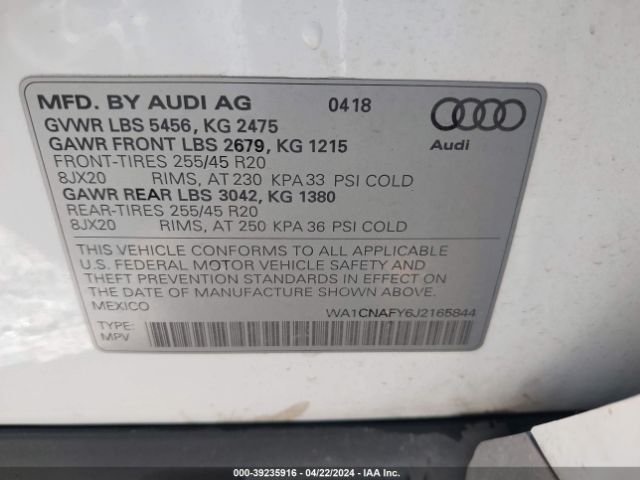 MFD. BY AUDI AG 0418
GVWR LBS 5456, KG 2475
GAWR FRONT LBS 2679, KG 1215
FRONT-TIRES 255/45 R20
8JX20 RIMS, AT 230 KPA 33 PSI COLD
GAWR REAR LBS 3042, KG 1380
REAR-TIRES 255/45 R20
8JX20 RIMS, AT 250 KPA 36 PSI COLD
Audi
THIS VEHICLE CONFORMS TO ALL APPLICABLE
U.S. FEDERAL MOTOR VEHICLE SAFETY AND
THEFT PREVENTION STANDARDS IN EFFECT ON
THE DATE OF MANUFACTURE SHOWN ABOVE.
MEXICO
WA1CNAFY6J2165844
TYPE:
MPV
000-39235916 - 04/22/2024 - © IAA Inc.